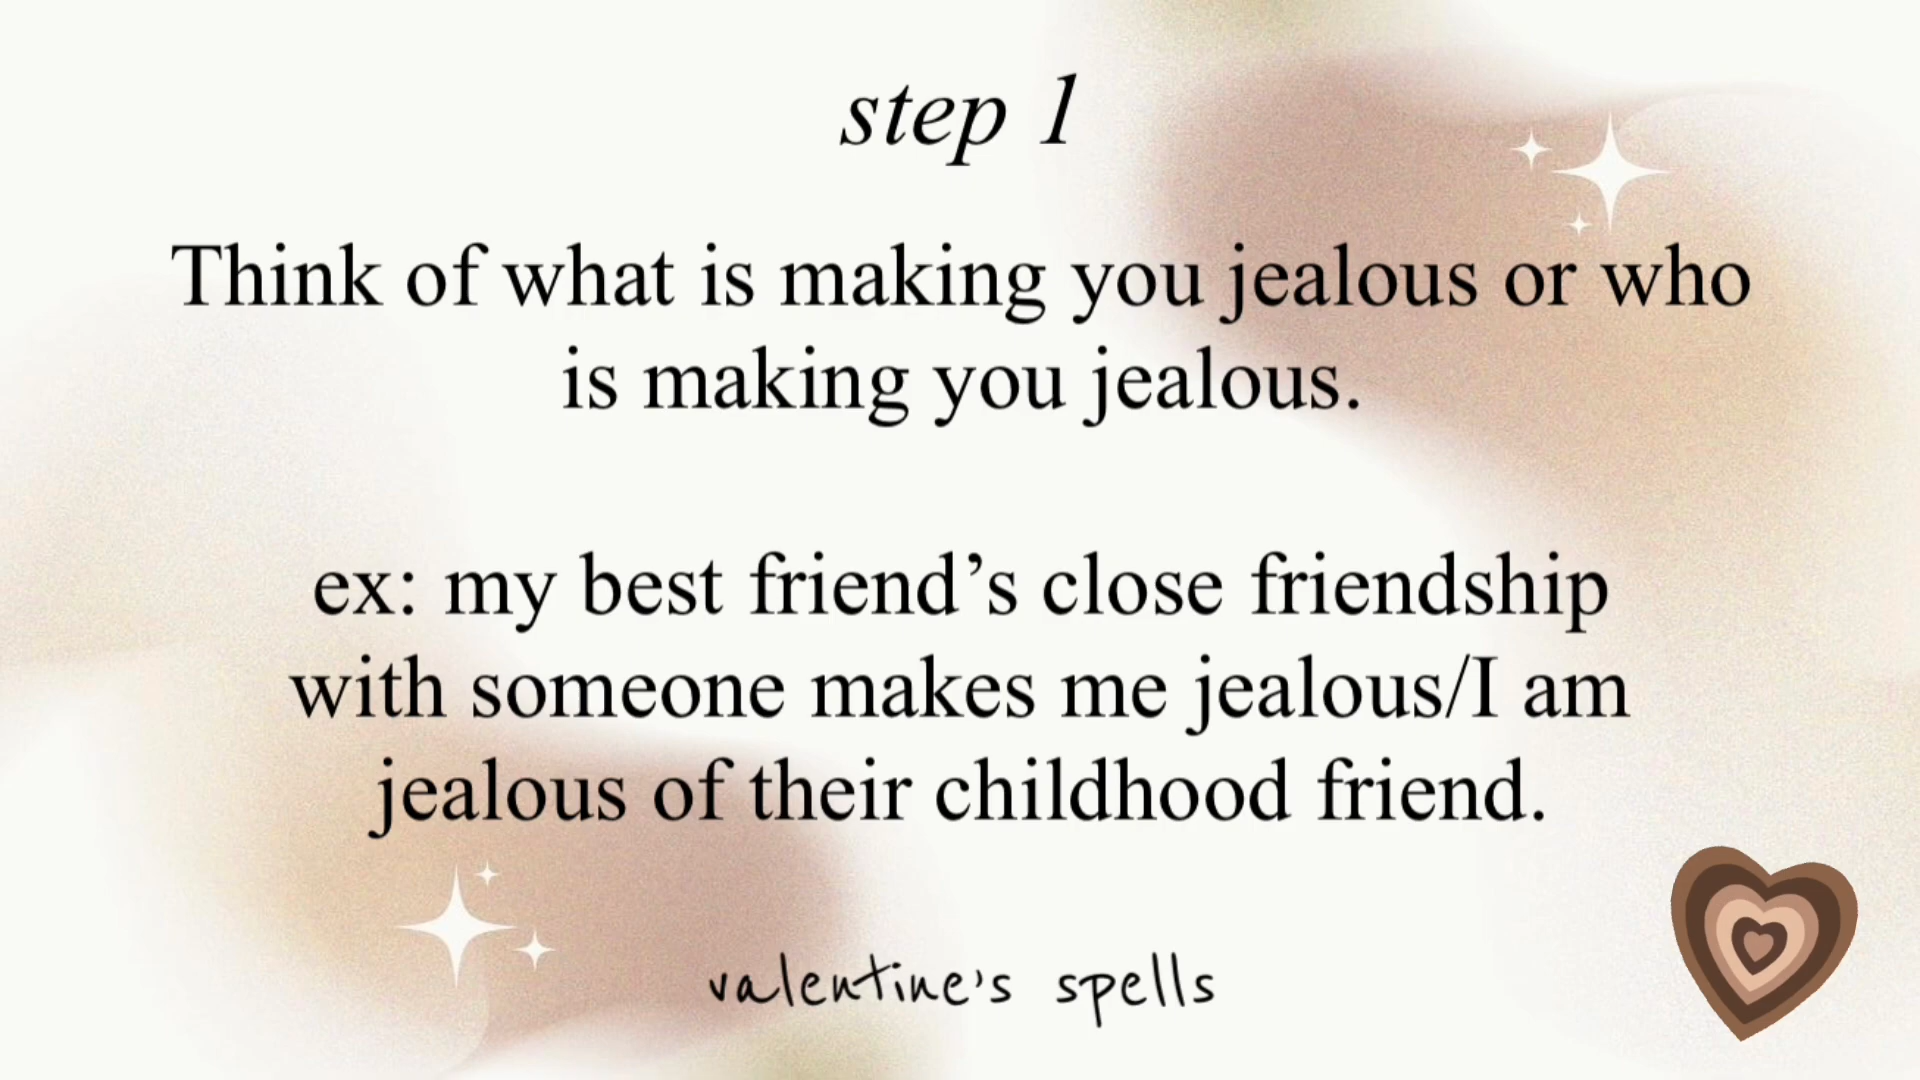 step 1
Think of what is making you jealous or who
is making you jealous.
ex: my best friend’s close friendship
with someone makes me jealous/I am
jealous of their childhood friend.
valentine's spells